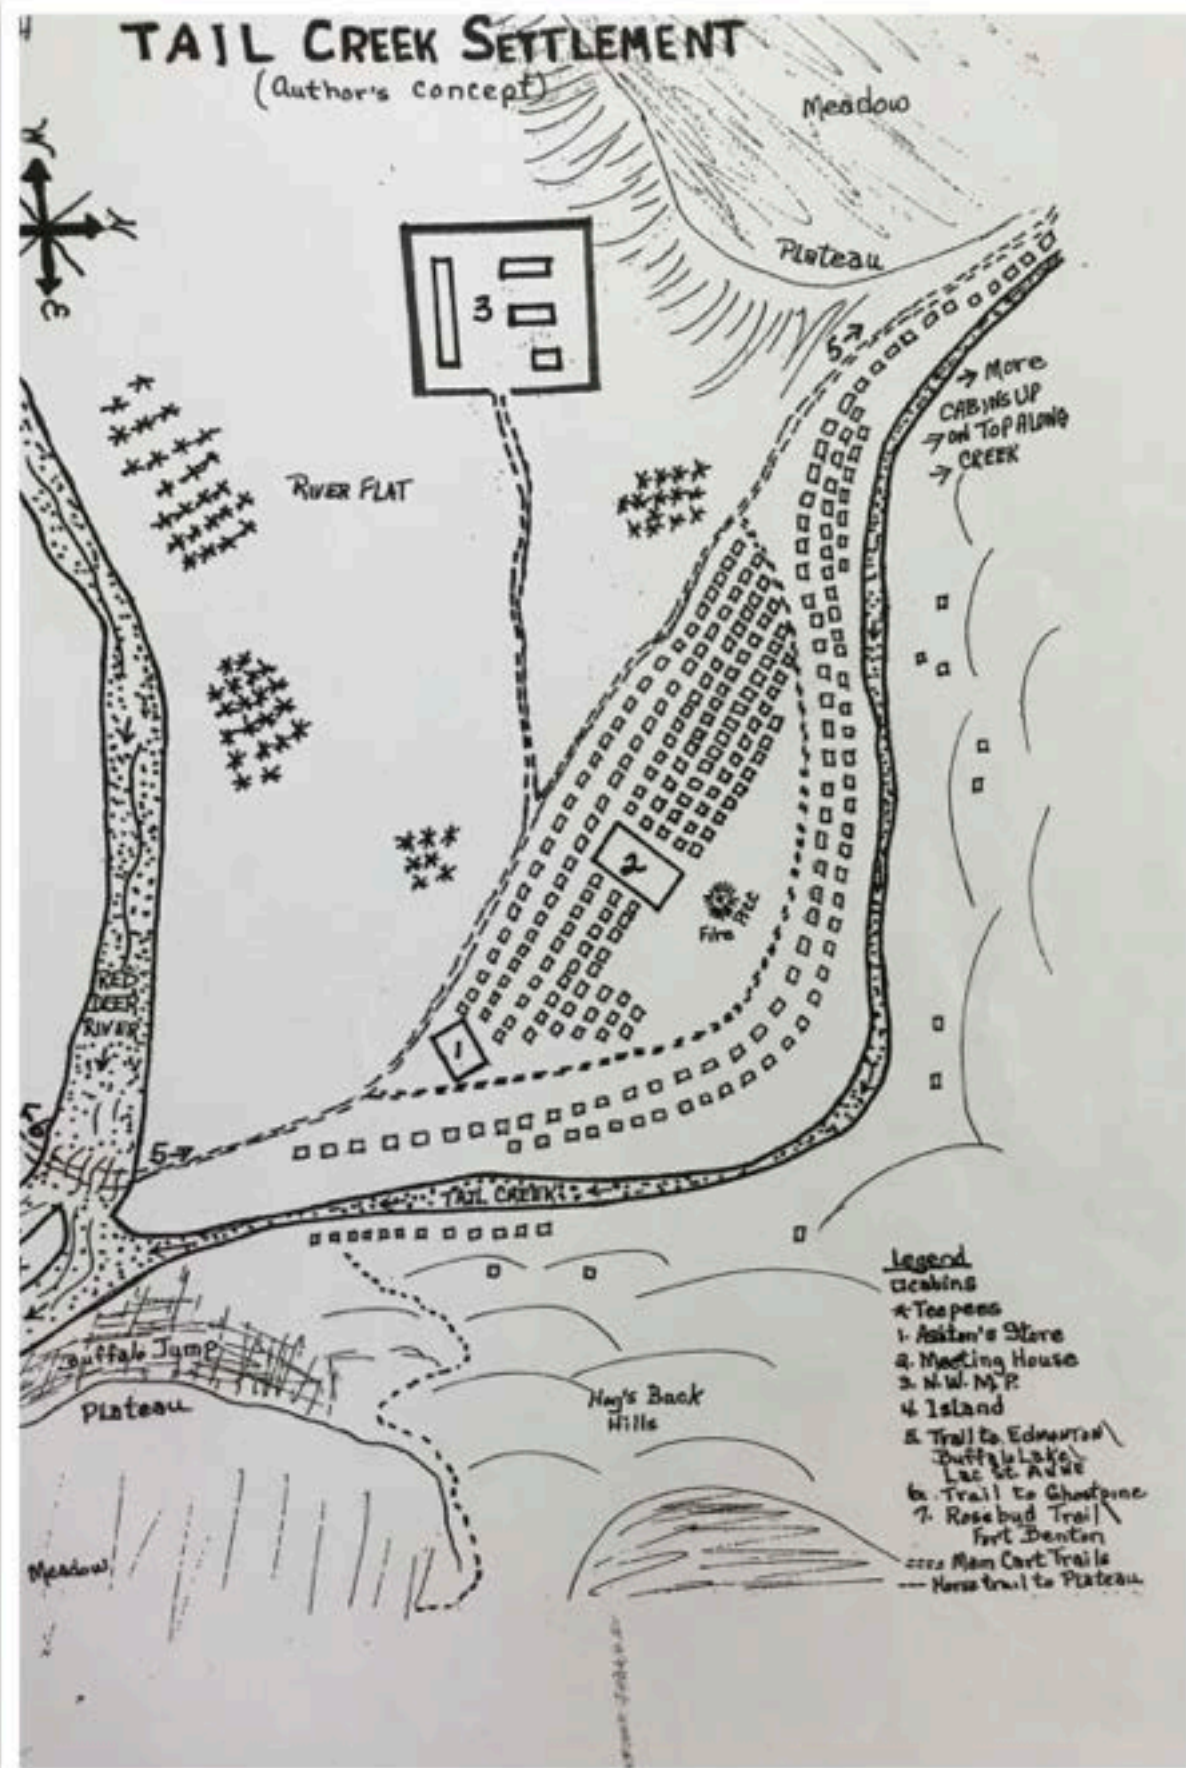 TAIL CREEK SETTLEMENT
(Author's concept)
Meadow
Plateau
3
5→
→ More
CABINS UP
→ ON TOP ALONG
→ CREEK
RIVER FLAT
2
Fire Pit
RED
DEER
RIVER
1
5→
TAIL CREEK
Buffalo Jump
Plateau
Hog's Back
Hills
Meadow
Legend
□ cabins
* Teepees
1. Ashton's Store
2. Meeting House
3. N.W.M.P.
4. Island
5. Trail to Edmonton\
Buffalo Lake\
Lac St. Anne
6. Trail to Ghostpine
7. Rosebud Trail\
Fort Benton
==== Main Cart Trails
--- Horse trail to Plateau